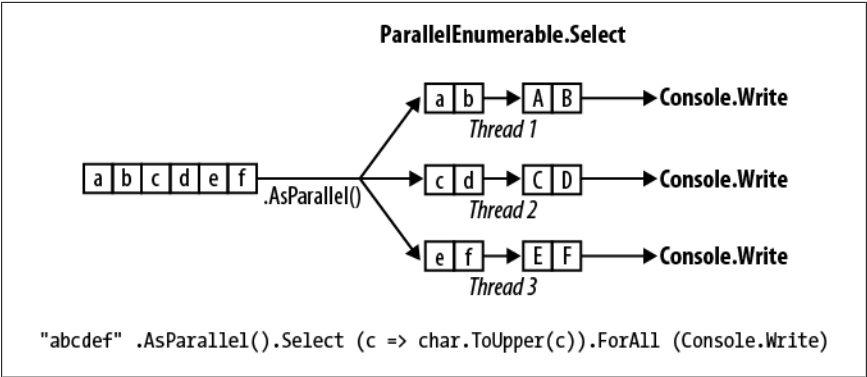 ParallelEnumerable.Select
a b A B Console.Write
Thread 1
a b c d e f .AsParallel() c d C D Console.Write
Thread 2
e f E F Console.Write
Thread 3
"abcdef" .AsParallel().Select (c => char.ToUpper(c)).ForAll (Console.Write)